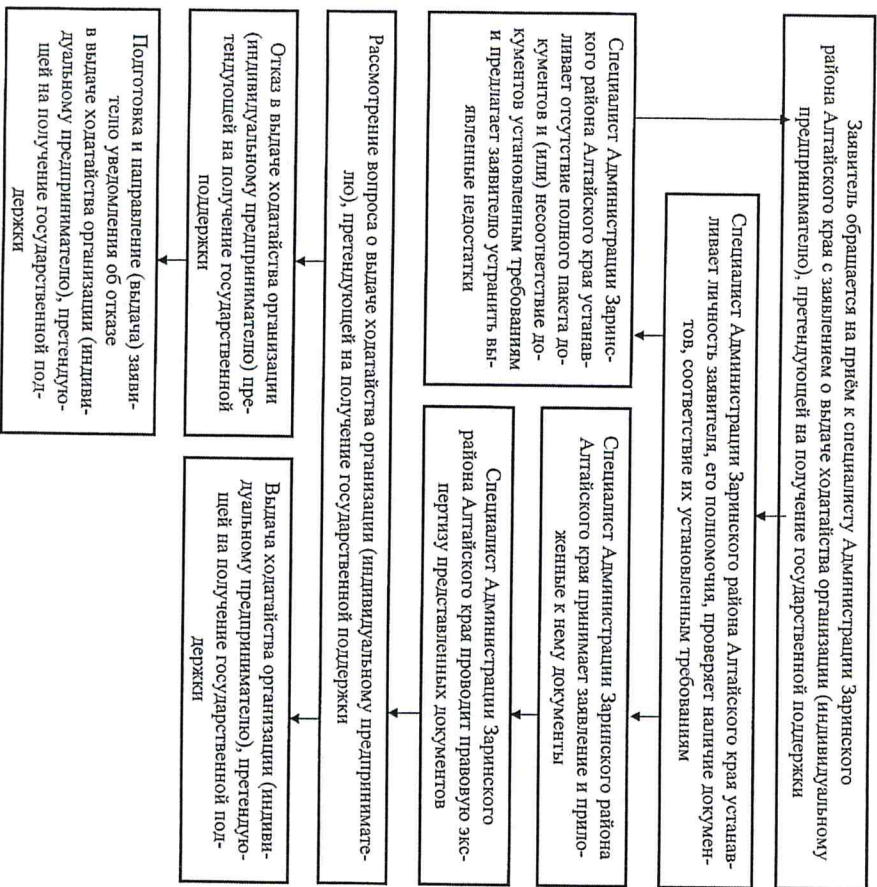 Заявитель обращается на приём к специалисту Администрации Заринского
района Алтайского края с заявлением о выдаче ходатайства организации (индивидуальному
предпринимателю), претендующей на получение государственной поддержки
Специалист Администрации Заринского района Алтайского края устанав-
ливает личность заявителя, его полномочия, проверяет наличие докумен-
тов, соответствие их установленным требованиям
Специалист Администрации Заринс-
кого района Алтайского края устанав-
ливает отсутствие полного пакета до-
кументов и (или) несоответствие до-
кументов установленным требованиям
и предлагает заявителю устранить вы-
явленные недостатки
Специалист Администрации Заринского района
Алтайского края принимает заявление и прило-
женные к нему документы
Специалист Администрации Заринского
района Алтайского края проводит правовую экс-
пертизу представленных документов
Рассмотрение вопроса о выдаче ходатайства организации (индивидуальному предпринимате-
лю), претендующей на получение государственной поддержки
Отказ в выдаче ходатайства организации
(индивидуальному предпринимателю) пре-
тендующей на получение государственной
поддержки
Выдача ходатайства организации (индиви-
дуальному предпринимателю), претендую-
щей на получение государственной под-
держки
Подготовка и направление (выдача) заяви-
телю уведомления об отказе
в выдаче ходатайства организации (индиви-
дуальному предпринимателю), претендую-
щей на получение государственной под-
держки